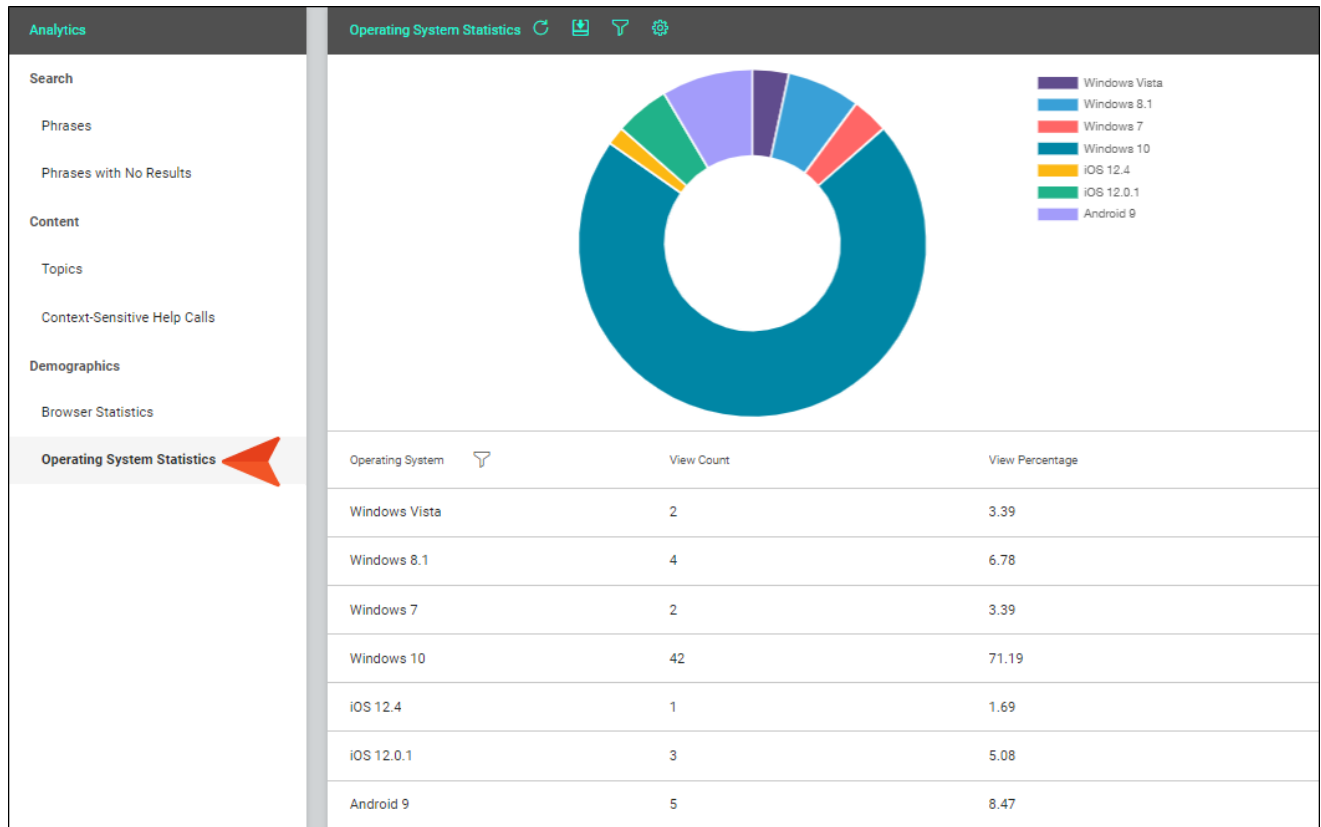 Analytics
Operating System Statistics
Search
Phrases
Phrases with No Results
Content
Topics
Context-Sensitive Help Calls
Demographics
Browser Statistics
Operating System Statistics
Windows Vista
Windows 8.1
Windows 7
Windows 10
iOS 12.4
iOS 12.0.1
Android 9
Operating System View Count View Percentage
Windows Vista 2 3.39
Windows 8.1 4 6.78
Windows 7 2 3.39
Windows 10 42 71.19
iOS 12.4 1 1.69
iOS 12.0.1 3 5.08
Android 9 5 8.47